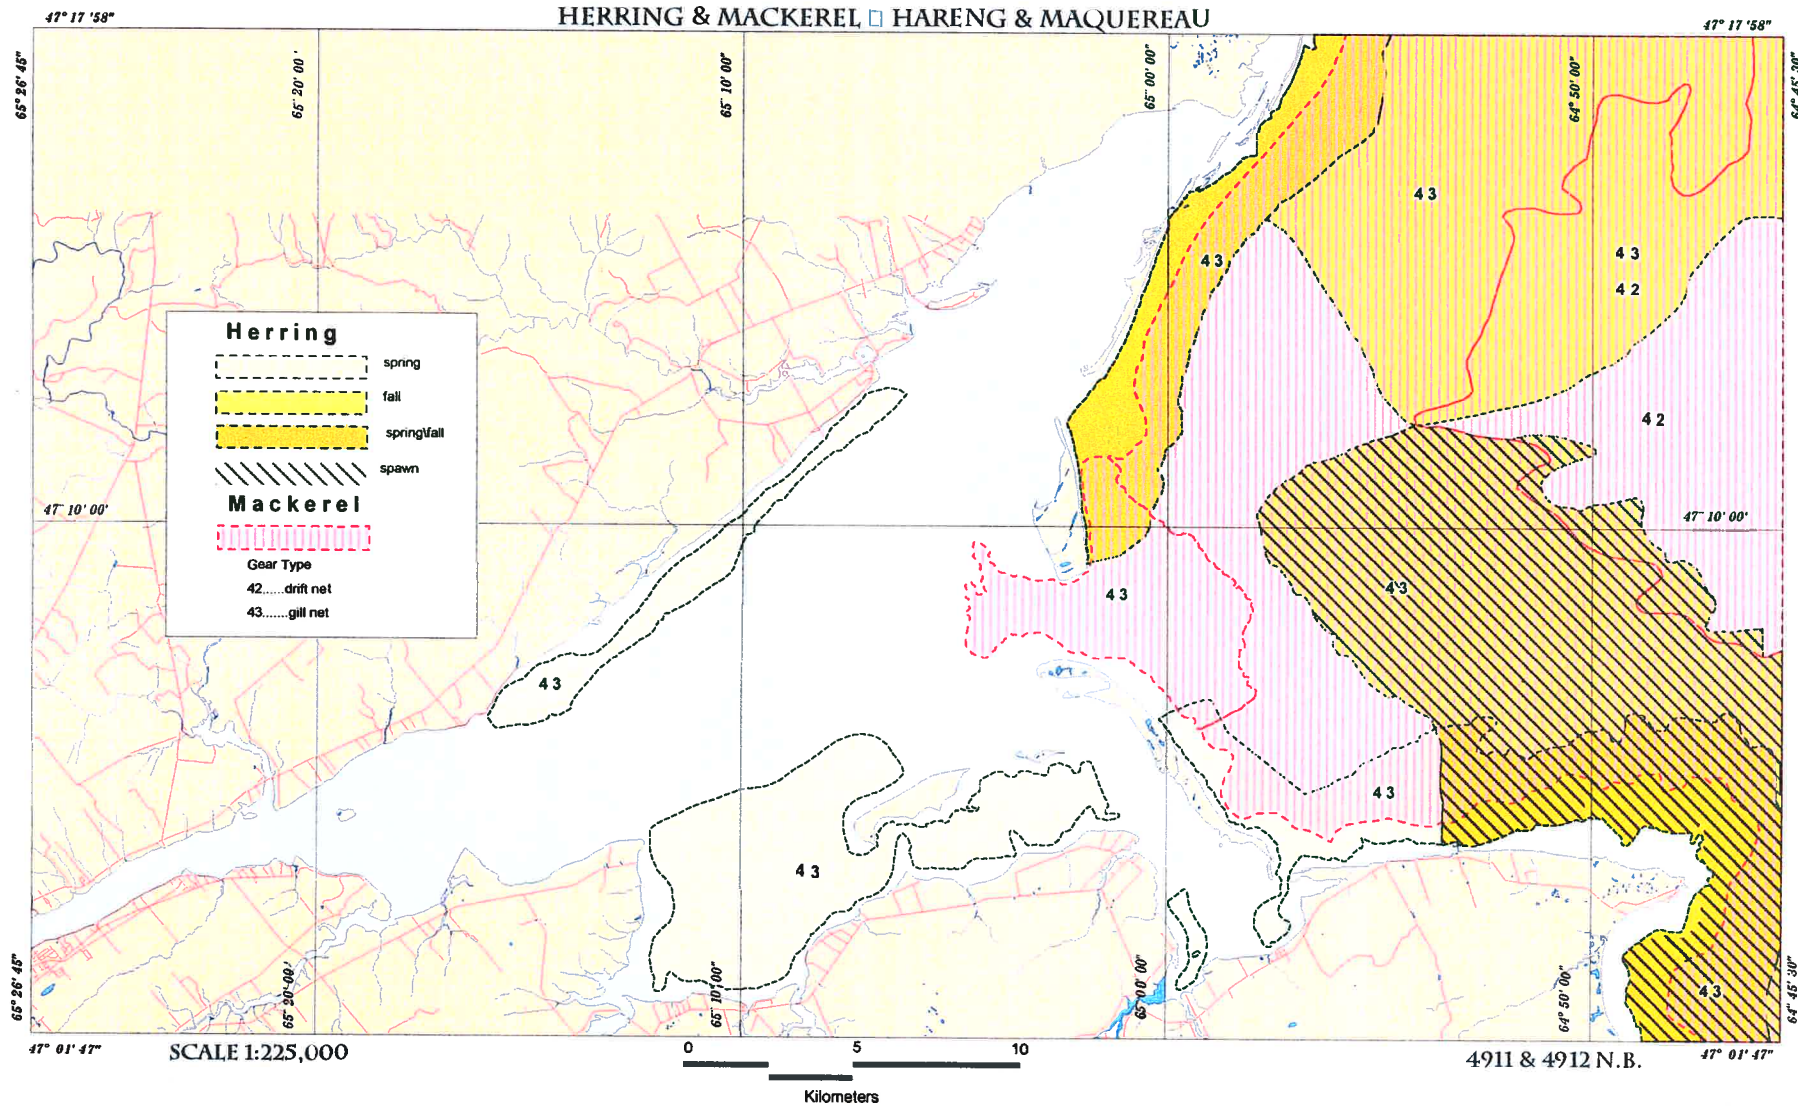 HERRING & MACKEREL □ HARENG & MAQUEREAU
47° 17 '58"
47° 17 '58"
65° 26' 45"
65° 20' 00'
65° 10' 00"
65° 00' 00"
64° 50' 00"
64° 45' 30"
43
43
42
43
Herring
spring
fall
spring\fall
spawn
Mackerel
Gear Type
42......drift net
43.......gill net
42
47° 10' 00'
47° 10' 00'
43
43
43
43
43
43
65° 26' 45"
65° 20' 00'
65° 10' 00"
65° 00' 00"
64° 50' 00"
64° 45' 30"
47° 01' 47"
SCALE 1:225,000
0 5 10
Kilometers
4911 & 4912 N.B.
47° 01' 47"